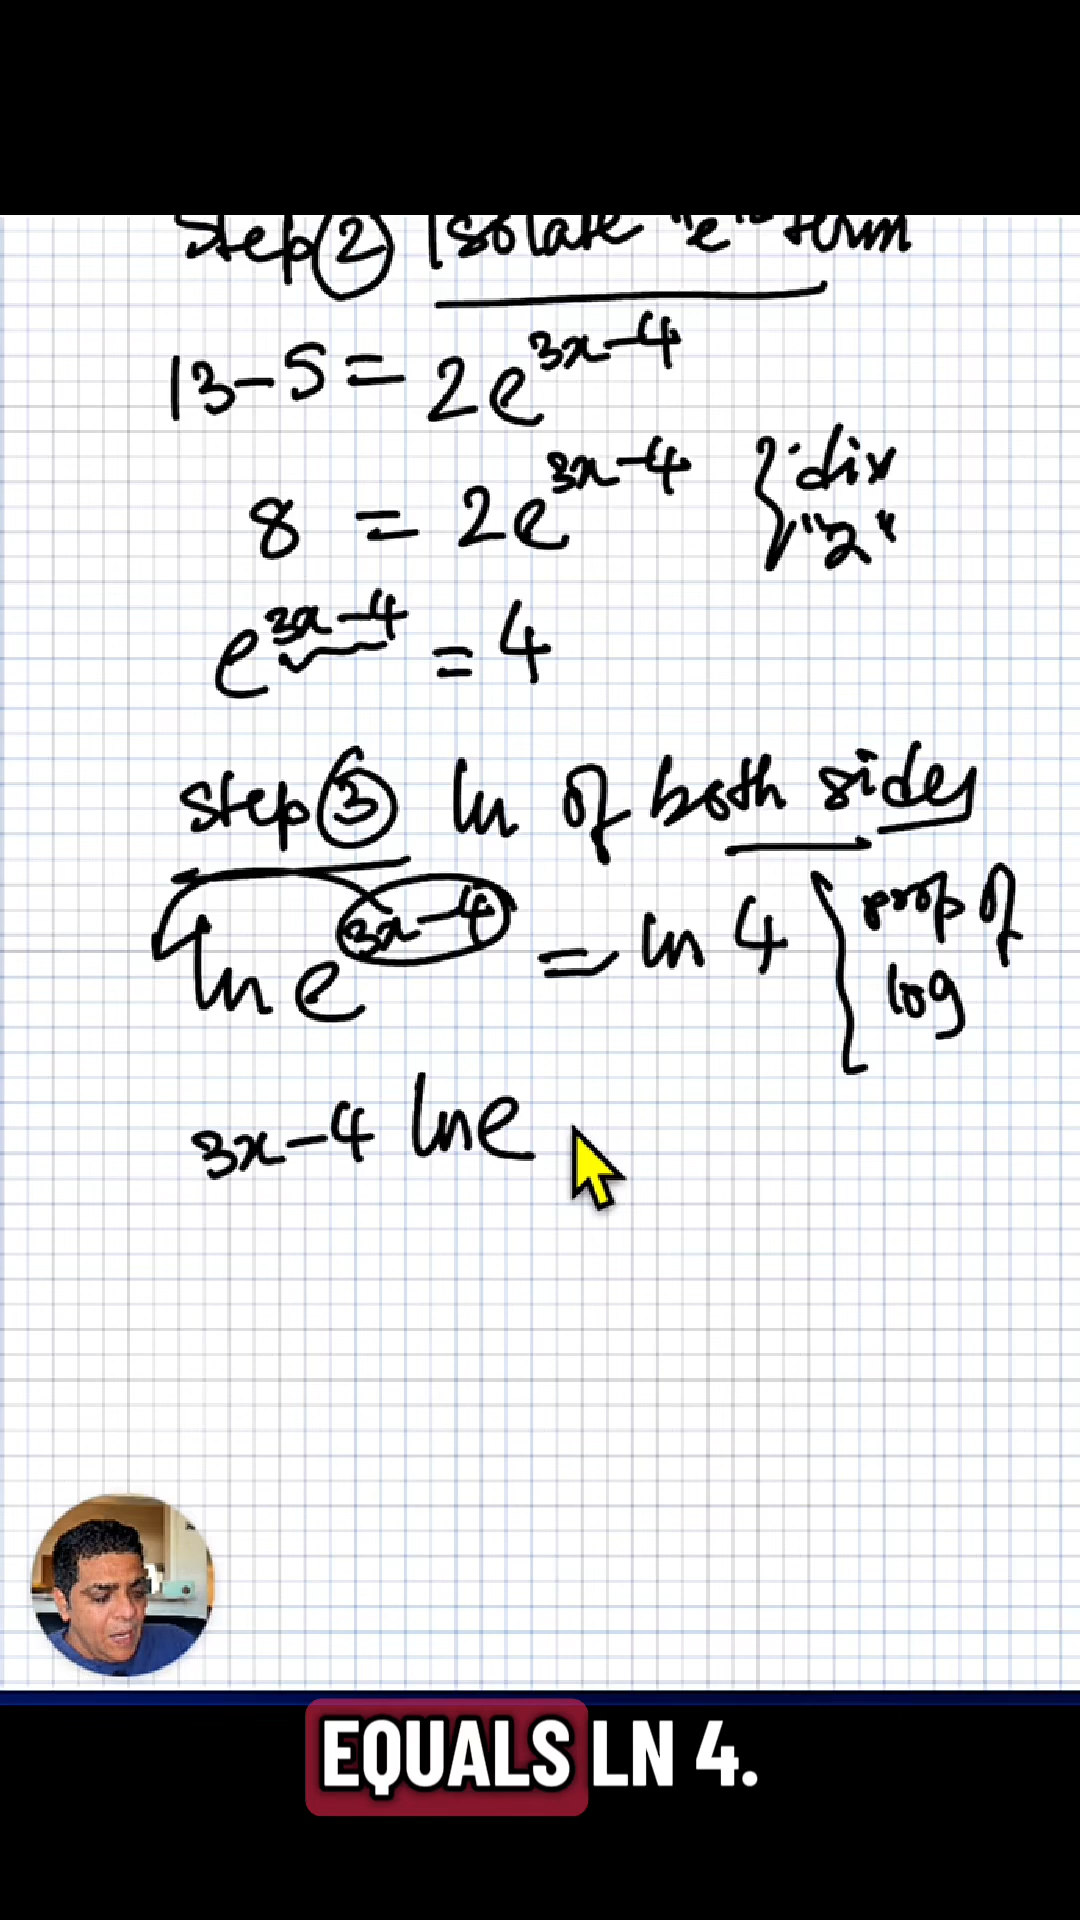 Step 2 Isolate "e" term
13-5 = 2e^{3x-4}
8 = 2e^{3x-4} } div "2"
e^{3x-4} = 4
Step 3 ln of both sides
ln e^{3x-4} = ln 4 } prop of log
3x-4 ln e
EQUALS LN 4.